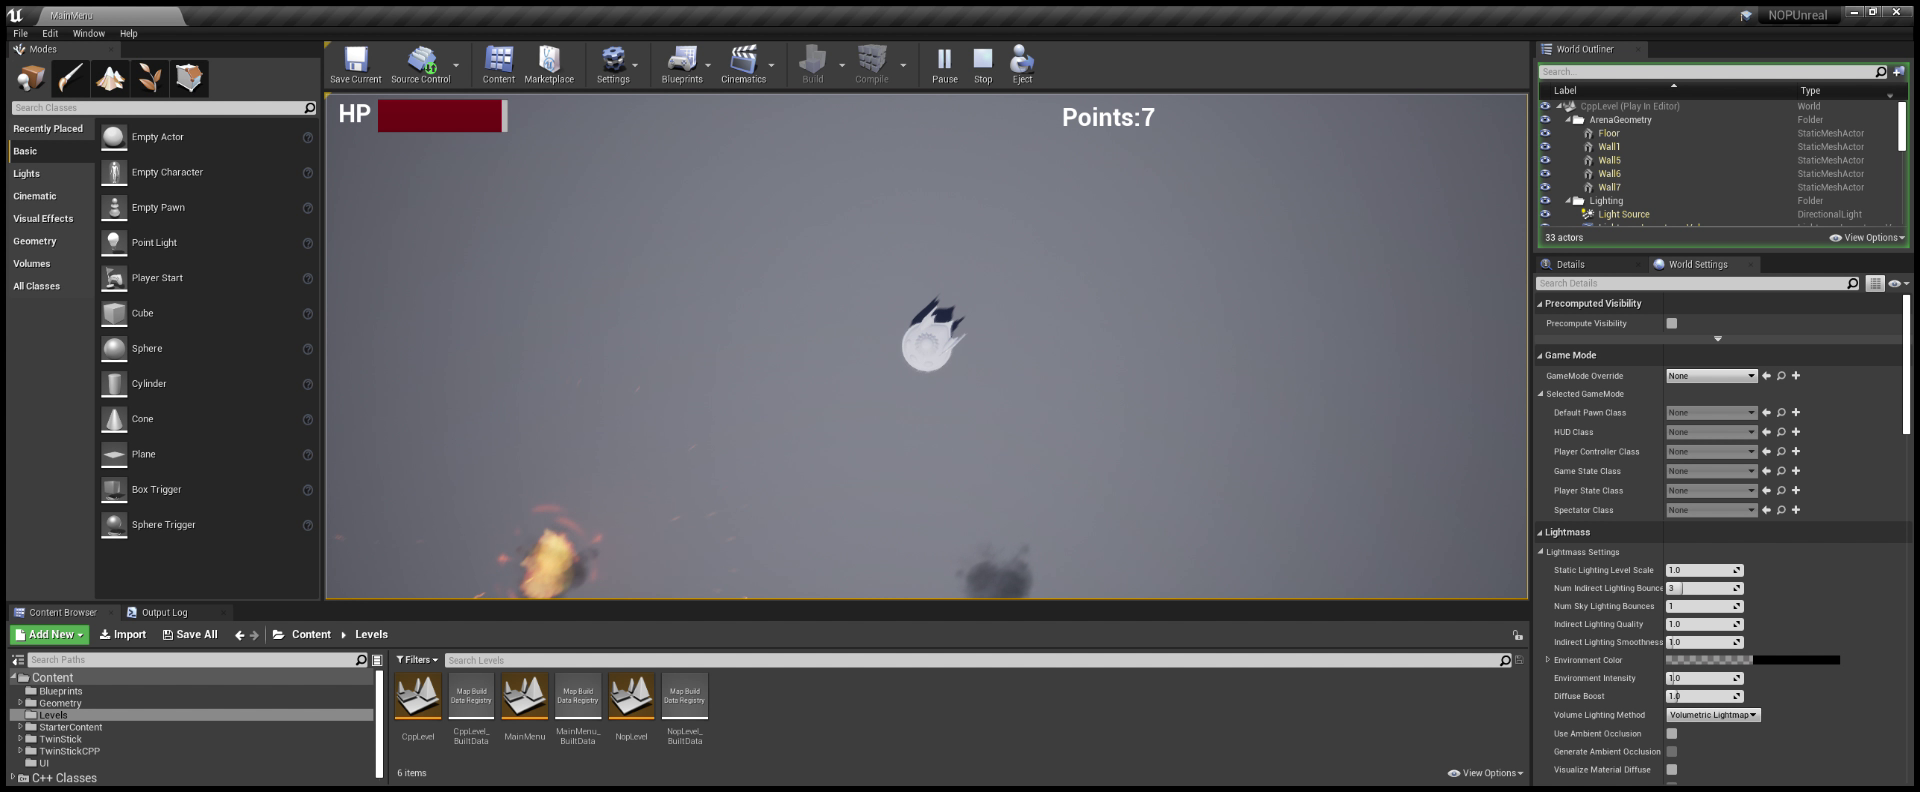 MainMenu
NOPUnreal
File Edit Window Help
Modes
Search Classes
Recently Placed
Basic
Lights
Cinematic
Visual Effects
Geometry
Volumes
All Classes
Empty Actor
Empty Character
Empty Pawn
Point Light
Player Start
Cube
Sphere
Cylinder
Cone
Plane
Box Trigger
Sphere Trigger
Save Current Source Control Content Marketplace Settings Blueprints Cinematics Build Compile Pause Stop Eject
HP
Points:7
World Outliner
Search...
Label Type
CppLevel (Play In Editor) World
ArenaGeometry Folder
Floor StaticMeshActor
Wall1 StaticMeshActor
Wall5 StaticMeshActor
Wall6 StaticMeshActor
Wall7 StaticMeshActor
Lighting Folder
Light Source DirectionalLight
33 actors View Options
Details World Settings
Search Details
Precomputed Visibility
Precompute Visibility
Game Mode
GameMode Override None
Selected GameMode
Default Pawn Class None
HUD Class None
Player Controller Class None
Game State Class None
Player State Class None
Spectator Class None
Lightmass
Lightmass Settings
Static Lighting Level Scale 1.0
Num Indirect Lighting Bounce 3
Num Sky Lighting Bounces 1
Indirect Lighting Quality 1.0
Indirect Lighting Smoothness 1.0
Environment Color
Environment Intensity 1.0
Diffuse Boost 1.0
Volume Lighting Method Volumetric Lightmap
Use Ambient Occlusion
Generate Ambient Occlusion
Visualize Material Diffuse
Content Browser Output Log
Add New Import Save All Content Levels
Search Paths
Content
Blueprints
Geometry
Levels
StarterContent
TwinStick
TwinStickCPP
UI
C++ Classes
Filters Search Levels
Map Build Data Registry
Map Build Data Registry
Map Build Data Registry
CppLevel
CppLevel_BuiltData
MainMenu
MainMenu_BuiltData
NopLevel
NopLevel_BuiltData
6 items View Options